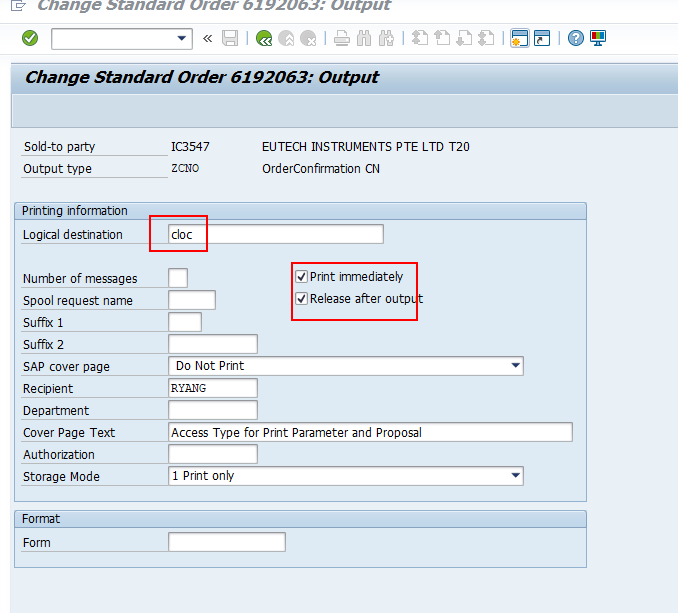 Change Standard Order 6192063: Output
Change Standard Order 6192063: Output
Sold-to party IC3547 EUTECH INSTRUMENTS PTE LTD T20
Output type ZCNO OrderConfirmation CN
Printing information
Logical destination cloc
Number of messages Print immediately
Spool request name Release after output
Suffix 1
Suffix 2
SAP cover page Do Not Print
Recipient RYANG
Department
Cover Page Text Access Type for Print Parameter and Proposal
Authorization
Storage Mode 1 Print only
Format
Form